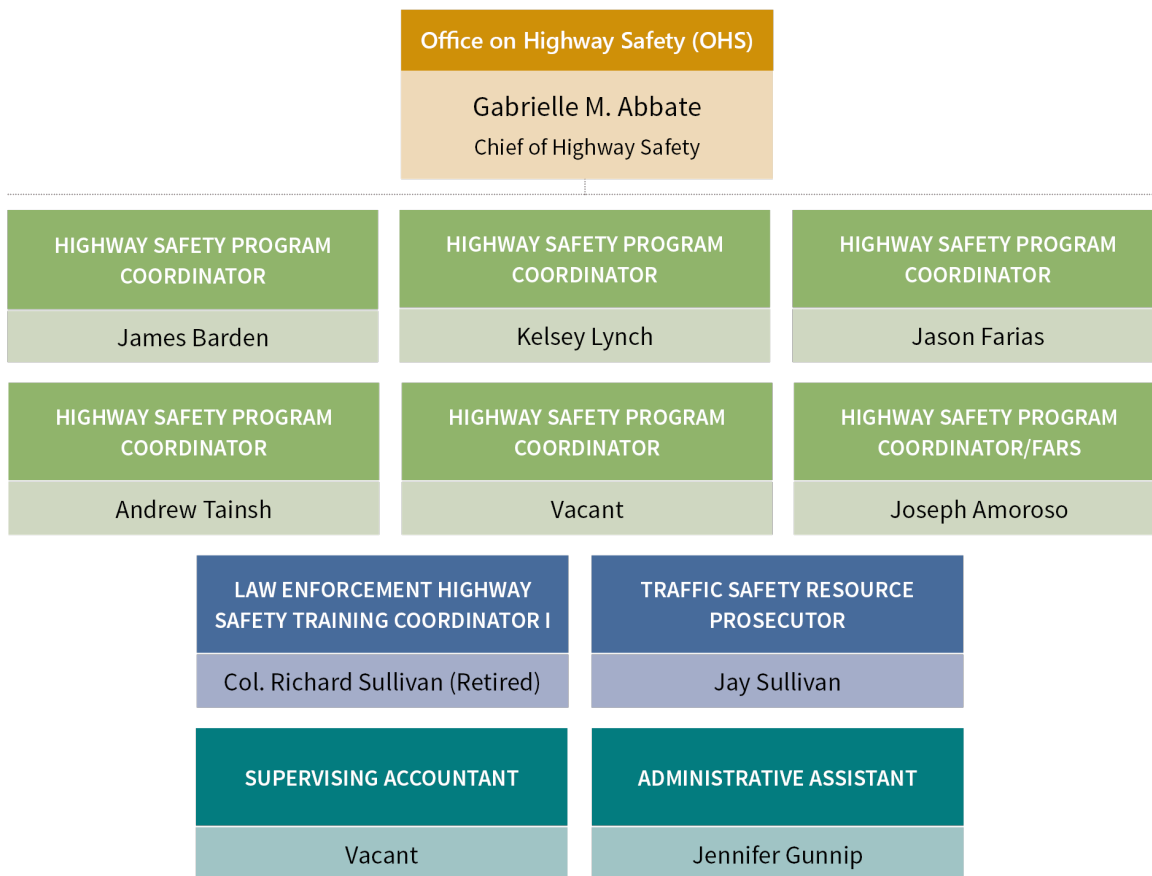 Office on Highway Safety (OHS)
Gabrielle M. Abbate
Chief of Highway Safety
HIGHWAY SAFETY PROGRAM
COORDINATOR
James Barden
HIGHWAY SAFETY PROGRAM
COORDINATOR
Kelsey Lynch
HIGHWAY SAFETY PROGRAM
COORDINATOR
Jason Farias
HIGHWAY SAFETY PROGRAM
COORDINATOR
Andrew Tainsh
HIGHWAY SAFETY PROGRAM
COORDINATOR
Vacant
HIGHWAY SAFETY PROGRAM
COORDINATOR/FARS
Joseph Amoroso
LAW ENFORCEMENT HIGHWAY
SAFETY TRAINING COORDINATOR I
Col. Richard Sullivan (Retired)
TRAFFIC SAFETY RESOURCE
PROSECUTOR
Jay Sullivan
SUPERVISING ACCOUNTANT
Vacant
ADMINISTRATIVE ASSISTANT
Jennifer Gunnip